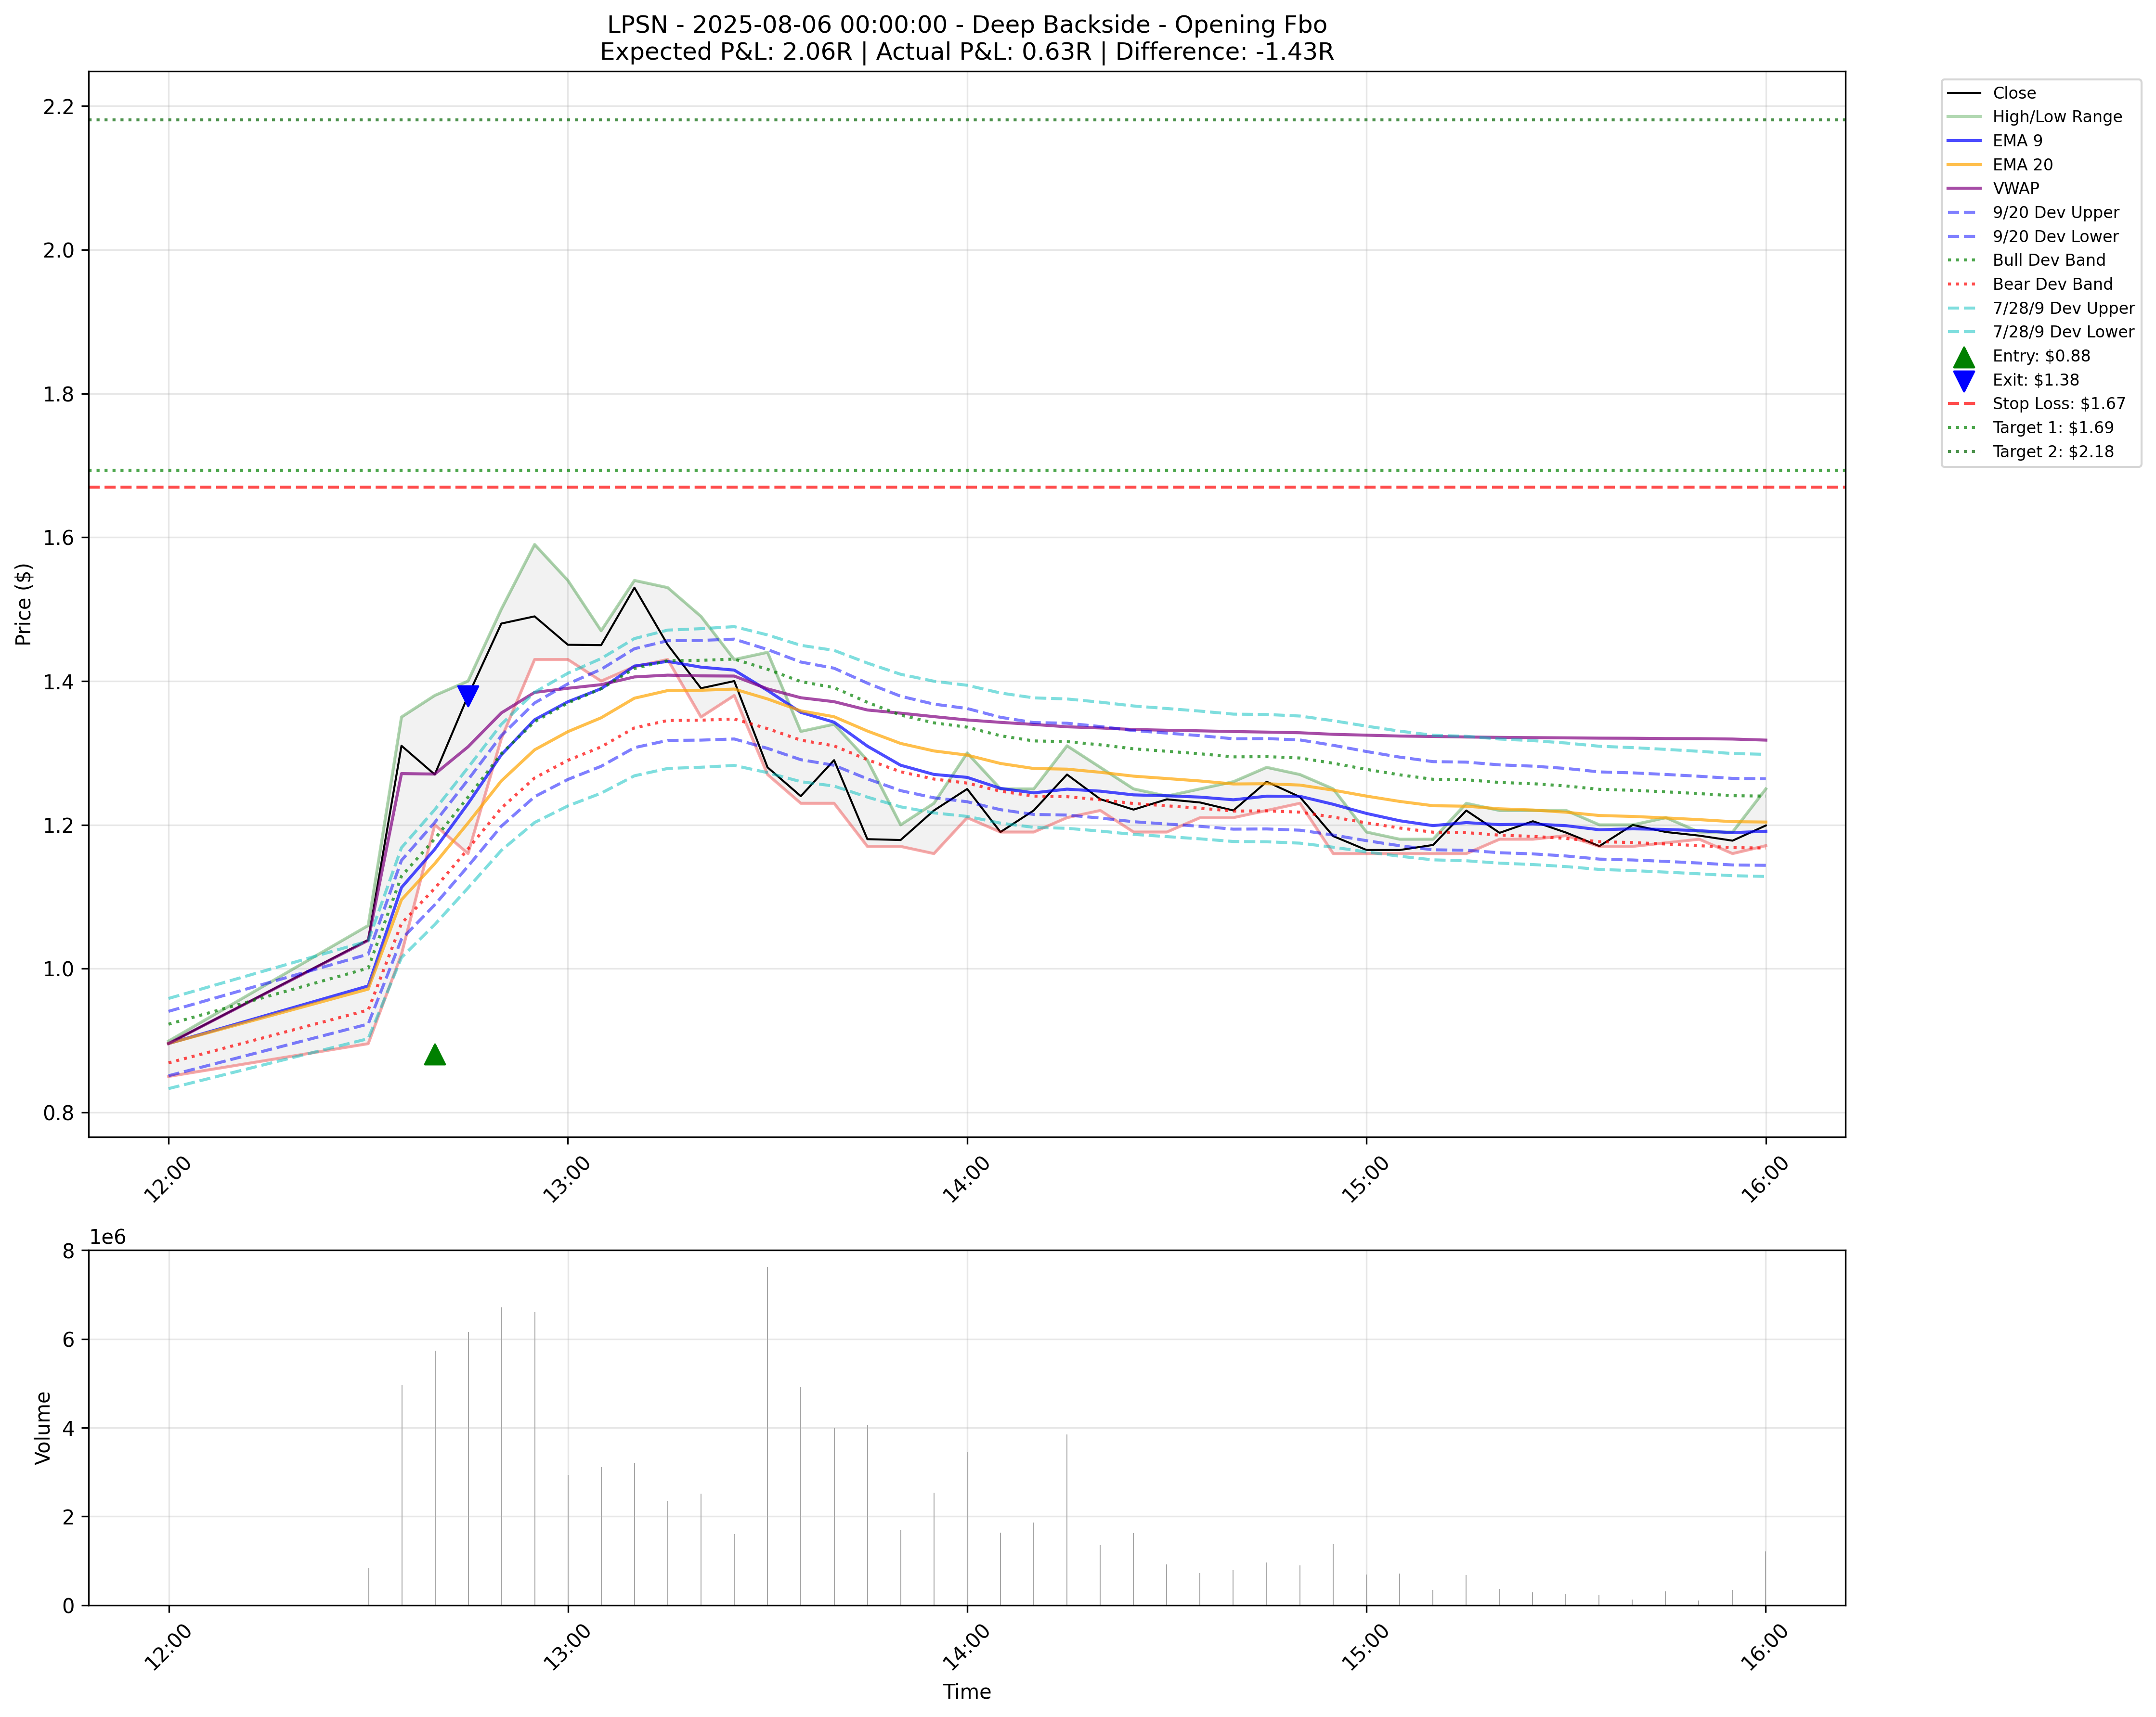 LPSN - 2025-08-06 00:00:00 - Deep Backside - Opening Fbo
Expected P&L: 2.06R | Actual P&L: 0.63R | Difference: -1.43R
Price ($)
2.2
2.0
1.8
1.6
1.4
1.2
1.0
0.8
12:00
13:00
14:00
15:00
16:00
Close
High/Low Range
EMA 9
EMA 20
VWAP
9/20 Dev Upper
9/20 Dev Lower
Bull Dev Band
Bear Dev Band
7/28/9 Dev Upper
7/28/9 Dev Lower
Entry: $0.88
Exit: $1.38
Stop Loss: $1.67
Target 1: $1.69
Target 2: $2.18
1e6
Volume
8
6
4
2
0
12:00
13:00
14:00
15:00
16:00
Time